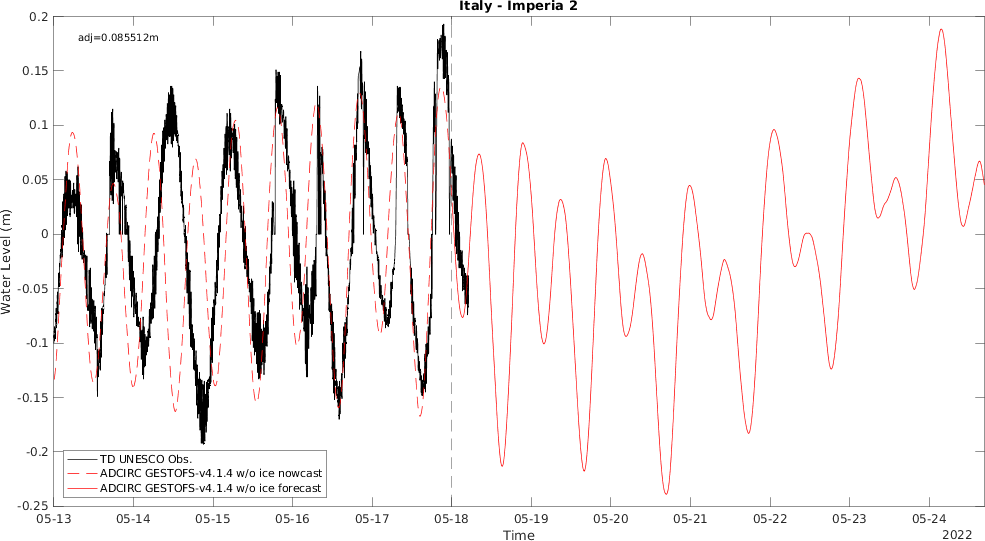 Italy - Imperia 2
adj=0.085512m
0.2
0.15
0.1
0.05
0
-0.05
-0.1
-0.15
-0.2
-0.25
Water Level (m)
TD UNESCO Obs.
ADCIRC GESTOFS-v4.1.4 w/o ice nowcast
ADCIRC GESTOFS-v4.1.4 w/o ice forecast
05-13 05-14 05-15 05-16 05-17 05-18 05-19 05-20 05-21 05-22 05-23 05-24
2022
Time